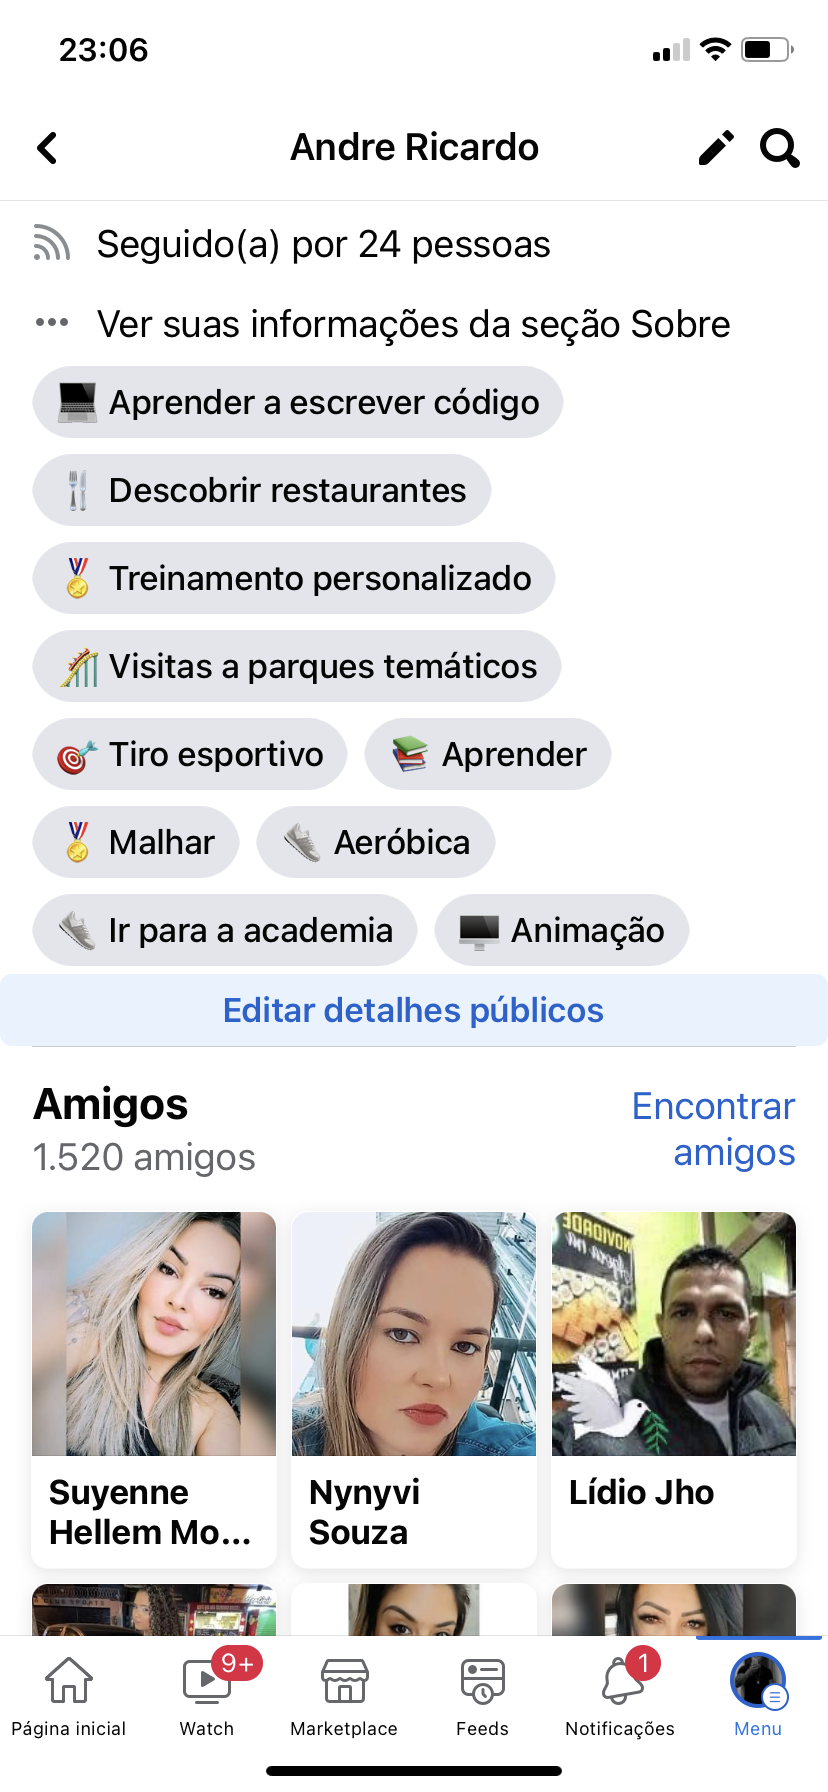 23:06
Andre Ricardo
Seguido(a) por 24 pessoas
Ver suas informações da seção Sobre
Aprender a escrever código
Descobrir restaurantes
Treinamento personalizado
Visitas a parques temáticos
Tiro esportivo
Aprender
Malhar
Aeróbica
Ir para a academia
Animação
Editar detalhes públicos
Amigos
1.520 amigos
Encontrar
amigos
NOVIDADE
Suyenne
Hellem Mo...
Nynyvi
Souza
Lídio Jho
9+
1
Página inicial
Watch
Marketplace
Feeds
Notificações
Menu